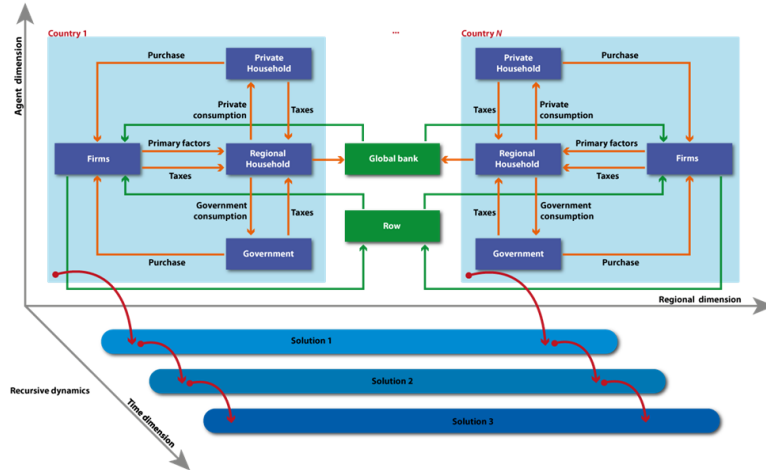 Country 1
...
Country N
Agent dimension
Purchase
Private
Household
Private
consumption
Taxes
Firms
Primary factors
Taxes
Regional
Household
Government
consumption
Taxes
Government
Purchase
Global bank
Row
Private
Household
Purchase
Taxes
Private
consumption
Regional
Household
Primary factors
Taxes
Firms
Taxes
Government
consumption
Government
Purchase
Regional dimension
Solution 1
Solution 2
Solution 3
Recursive dynamics
Time dimension